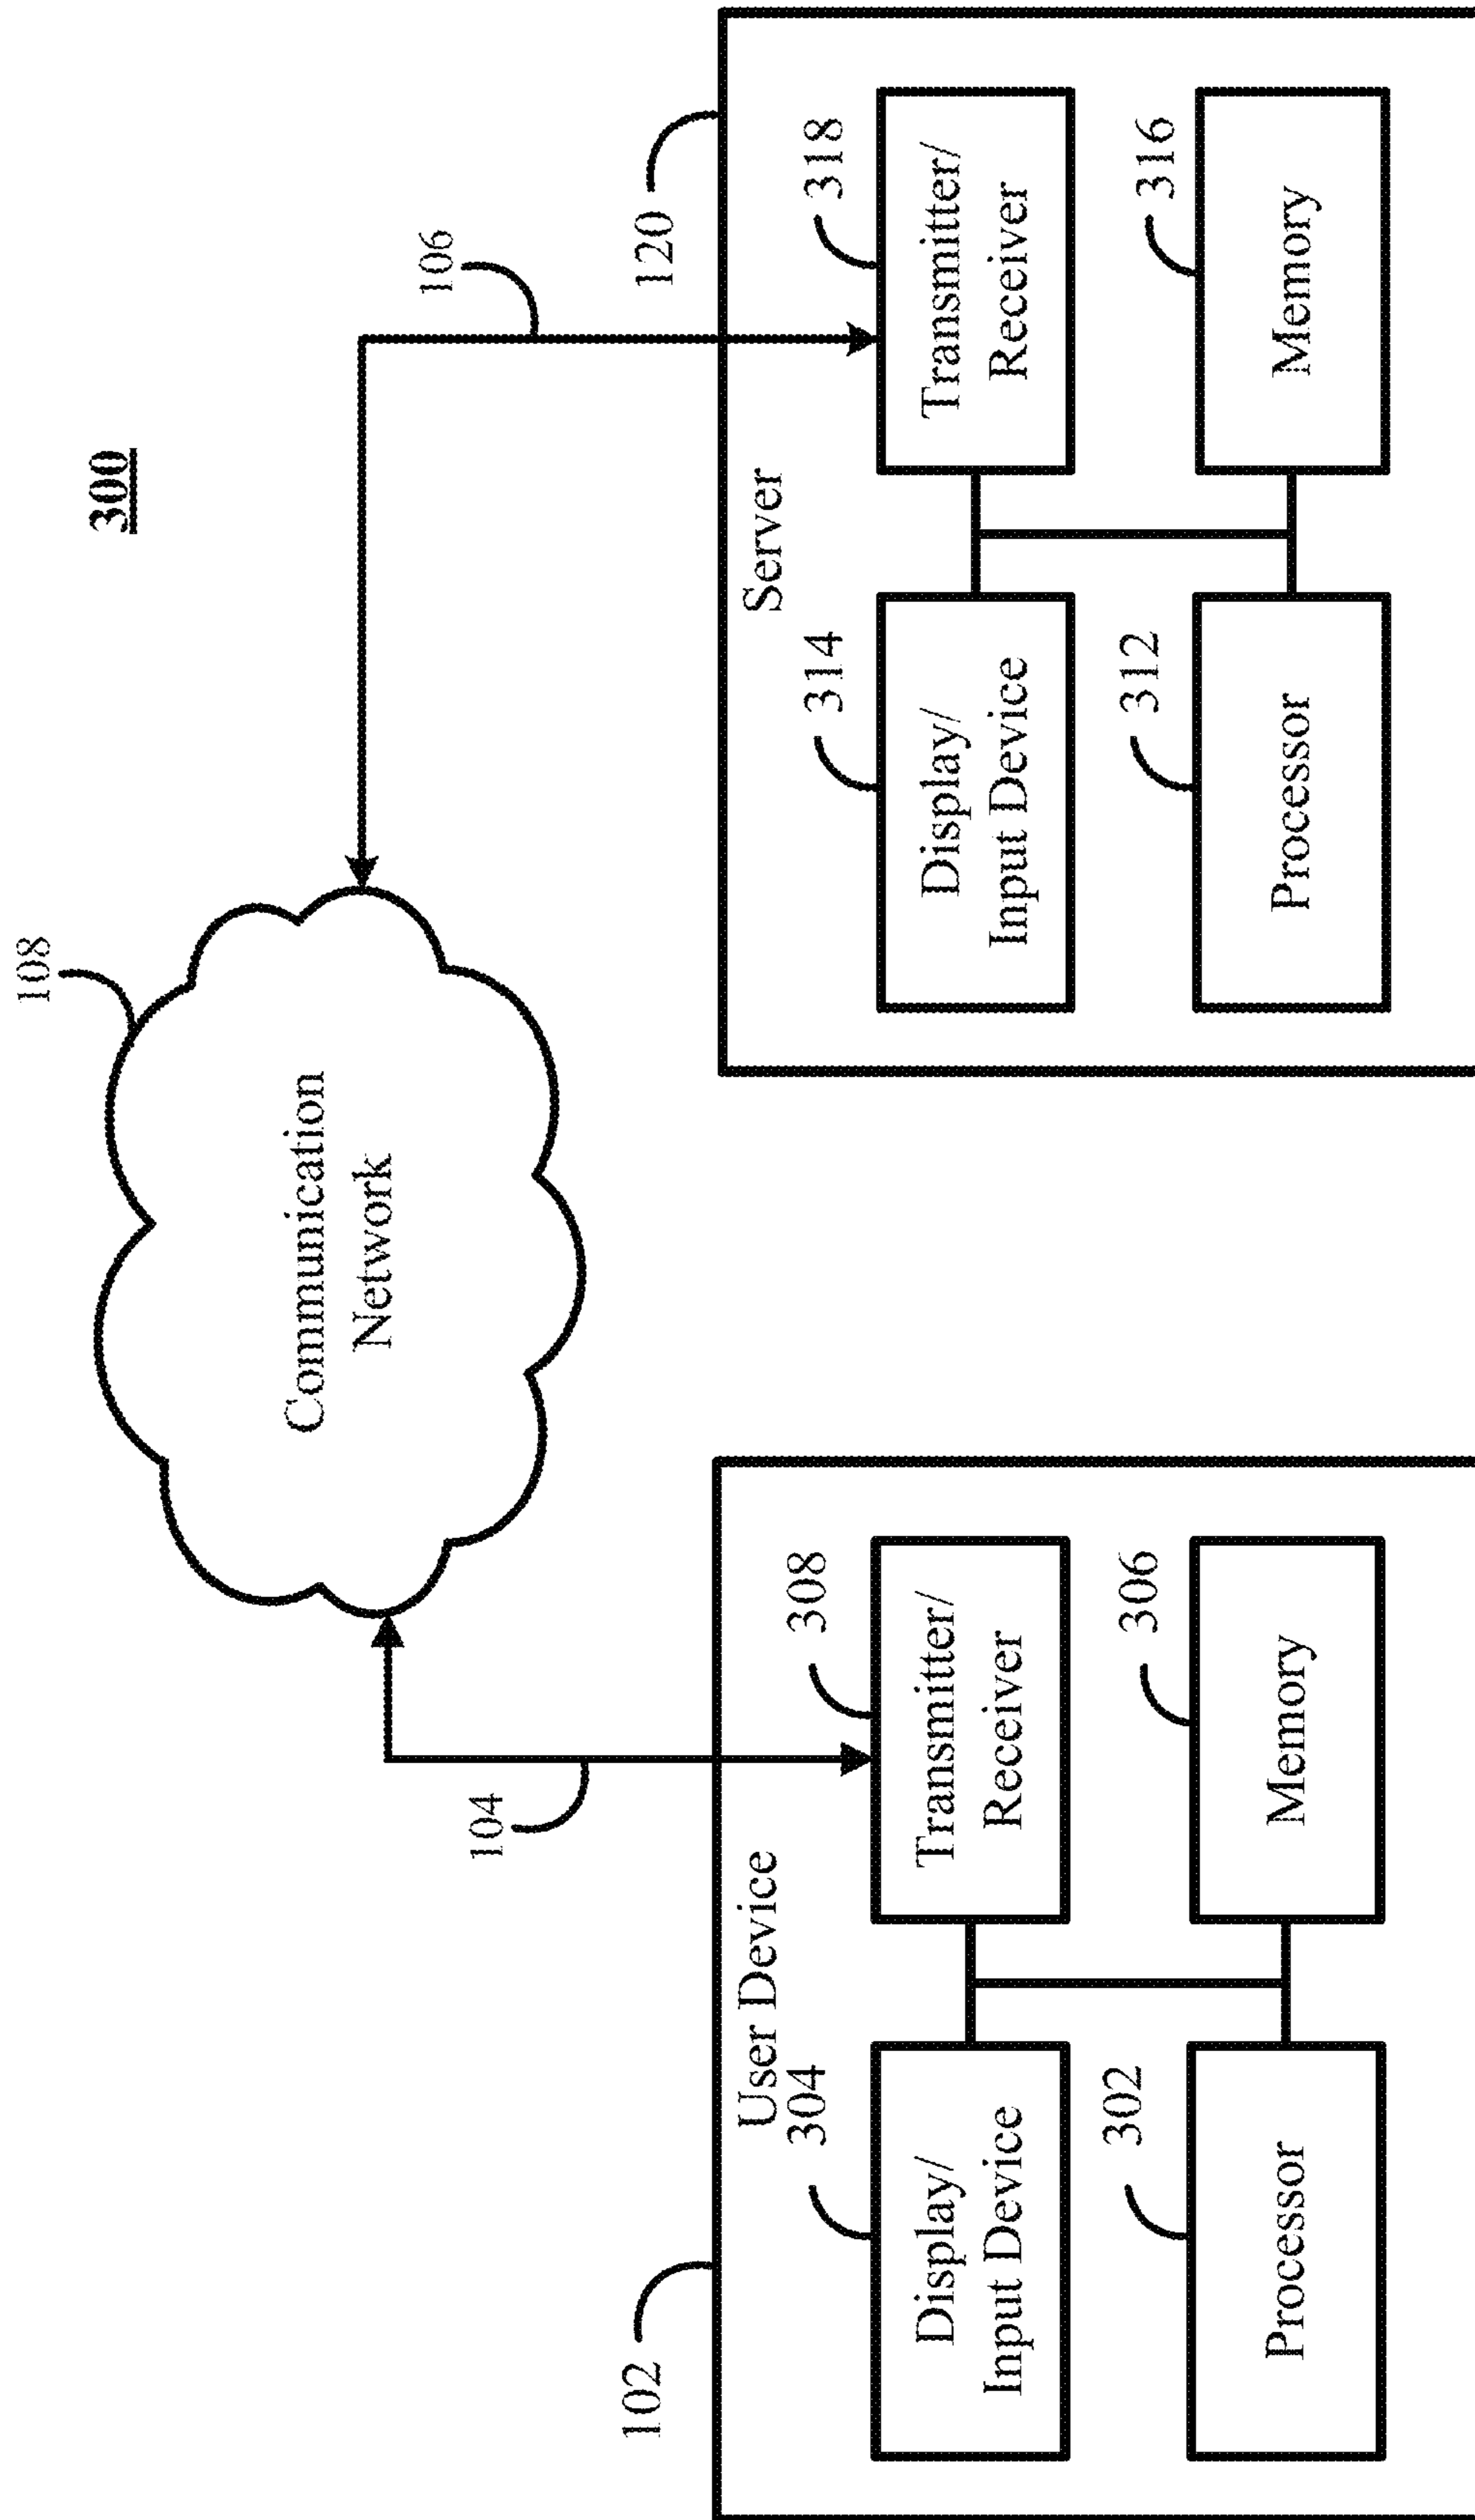 300
108
Communication
Network
106
104
102
User Device
304
Display/
Input Device
308
Transmitter/
Receiver
302
Processor
306
Memory
120
Server
314
Display/
Input Device
318
Transmitter/
Receiver
312
Processor
316
Memory